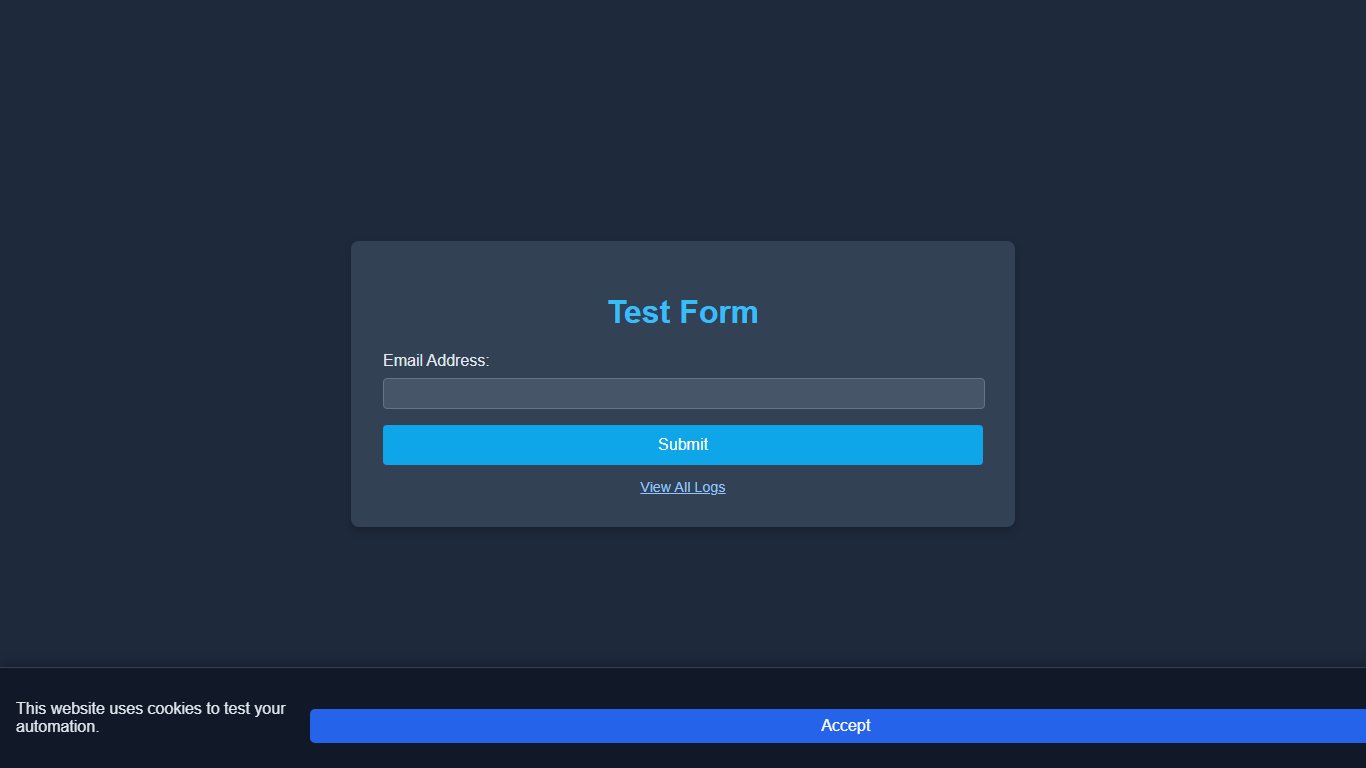 Test Form
Email Address:
Submit
View All Logs
This website uses cookies to test your
automation.
Accept